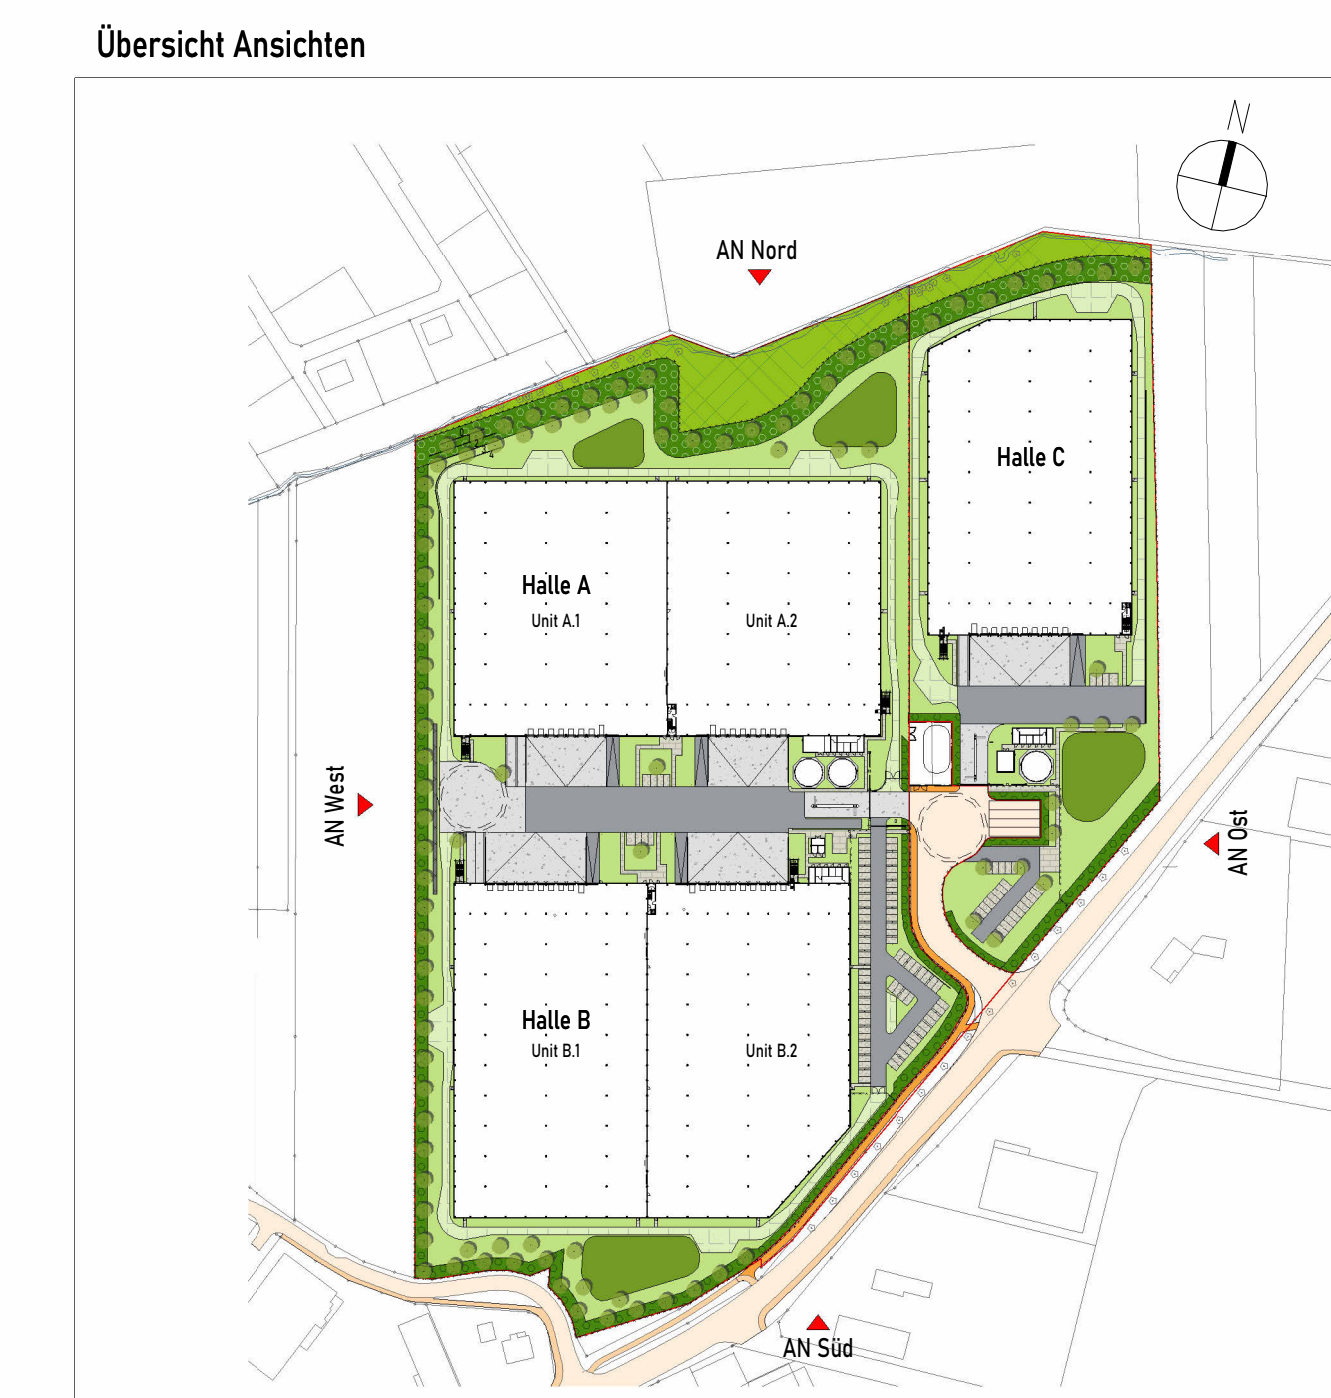 Übersicht Ansichten
N
AN Nord
Halle C
Halle A
Unit A.1
Unit A.2
AN West
AN Ost
Halle B
Unit B.1
Unit B.2
AN Süd